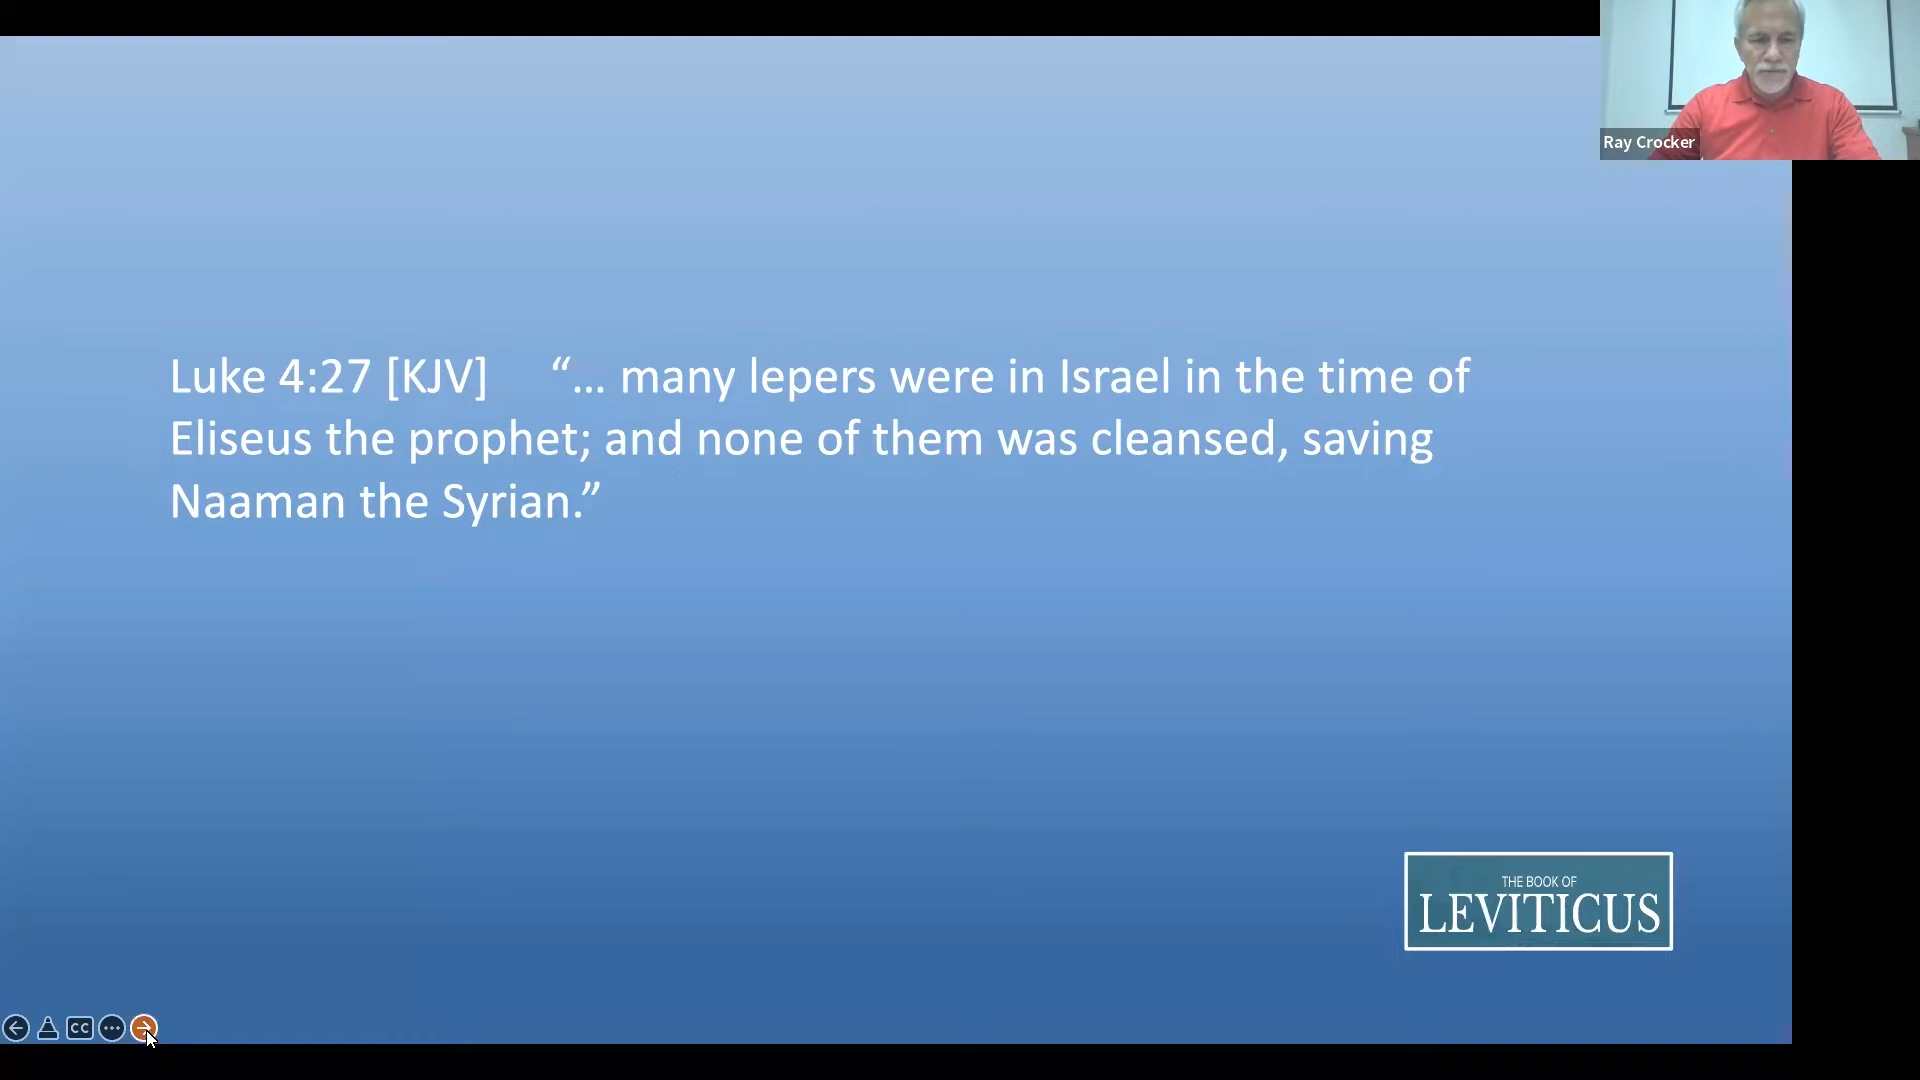 Ray Crocker
Luke 4:27 [KJV] “... many lepers were in Israel in the time of
Eliseus the prophet; and none of them was cleansed, saving
Naaman the Syrian.”
THE BOOK OF
LEVITICUS
CC